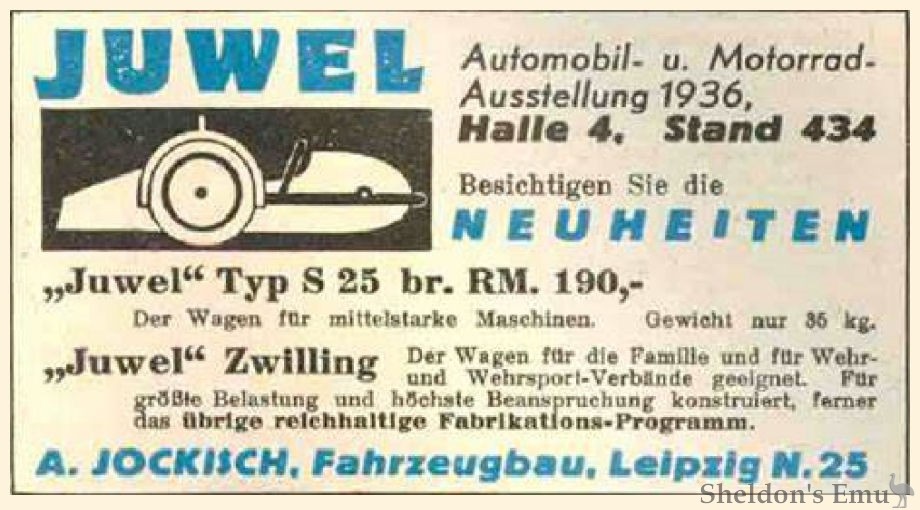 JUWEL
Automobil- u. Motorrad-
Ausstellung 1936,
Halle 4, Stand 434
Besichtigen Sie die
NEUHEITEN
„Juwel“ Typ S 25 br. RM. 190,-
Der Wagen für mittelstarke Maschinen. Gewicht nur 35 kg.
„Juwel“ Zwilling Der Wagen für die Familie und für Wehr-
und Wehrsport-Verbände geeignet. Für
größte Belastung und höchste Beanspruchung konstruiert, ferner
das übrige reichhaltige Fabrikations-Programm.
A. JOCKISCH, Fahrzeugbau, Leipzig N. 25
Sheldon's Emu